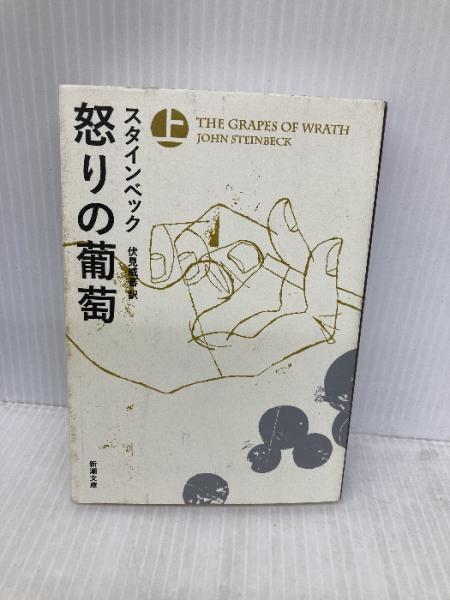 上
THE GRAPES OF WRATH
JOHN STEINBECK
スタインベック
怒りの葡萄
伏見威蕃 訳
新潮文庫